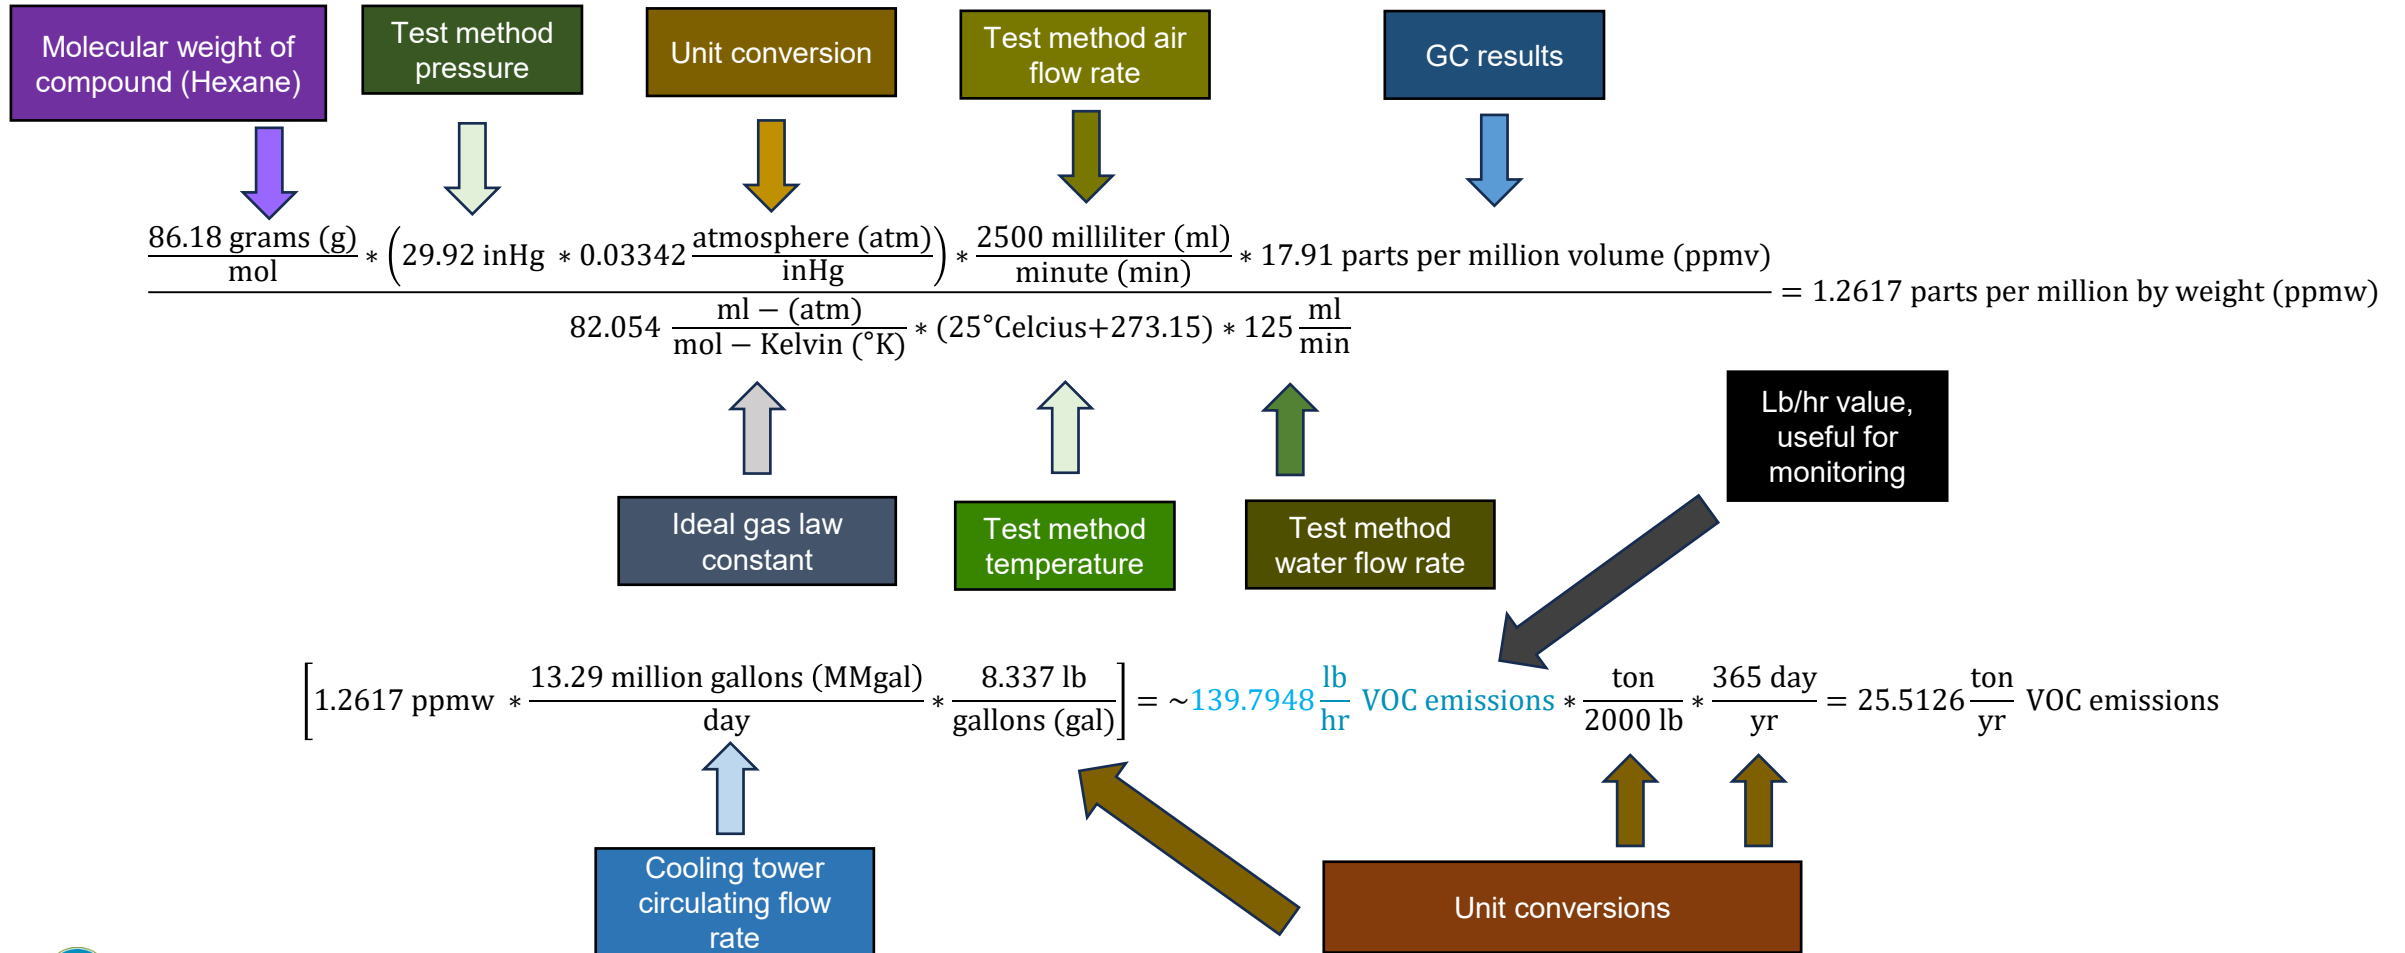 Molecular weight of
compound (Hexane)
Test method
pressure
Unit conversion
Test method air
flow rate
GC results
86.18 grams (g)/mol * (29.92 inHg * 0.03342 atmosphere (atm)/inHg) * 2500 milliliter (ml)/minute (min) * 17.91 parts per million volume (ppmv)
82.054 ml − (atm)/mol − Kelvin (°K) * (25°Celcius+273.15) * 125 ml/min
= 1.2617 parts per million by weight (ppmw)
Ideal gas law
constant
Test method
temperature
Test method
water flow rate
Lb/hr value,
useful for
monitoring
[1.2617 ppmw * 13.29 million gallons (MMgal)/day * 8.337 lb/gallons (gal)] = ~139.7948 lb/hr VOC emissions * ton/2000 lb * 365 day/yr = 25.5126 ton/yr VOC emissions
Cooling tower
circulating flow
rate
Unit conversions